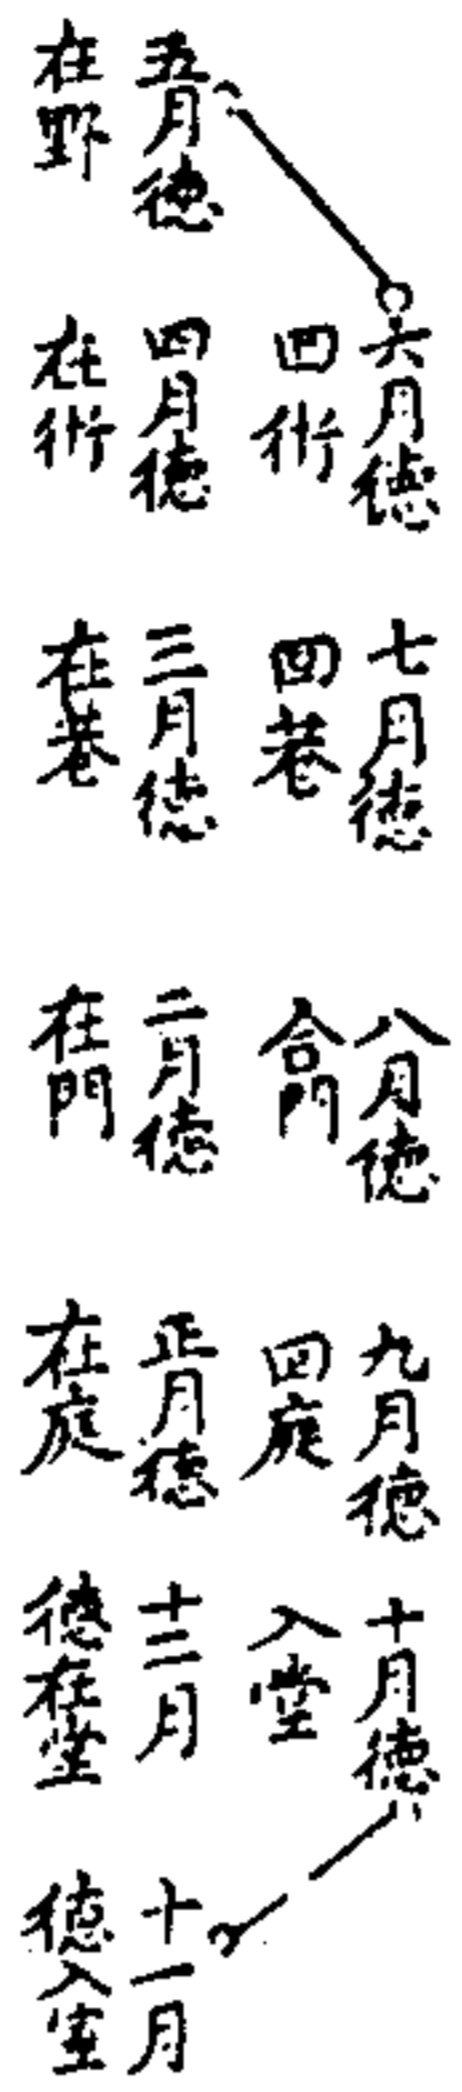 六月德
囬術
七月德
囬巷
八月德
合門
九月德
囬庭
十月德
入堂
五月德
在野
四月德
在術
三月德
在巷
二月德
在門
正月德
在庭
十二月
德在堂
十一月
德入室